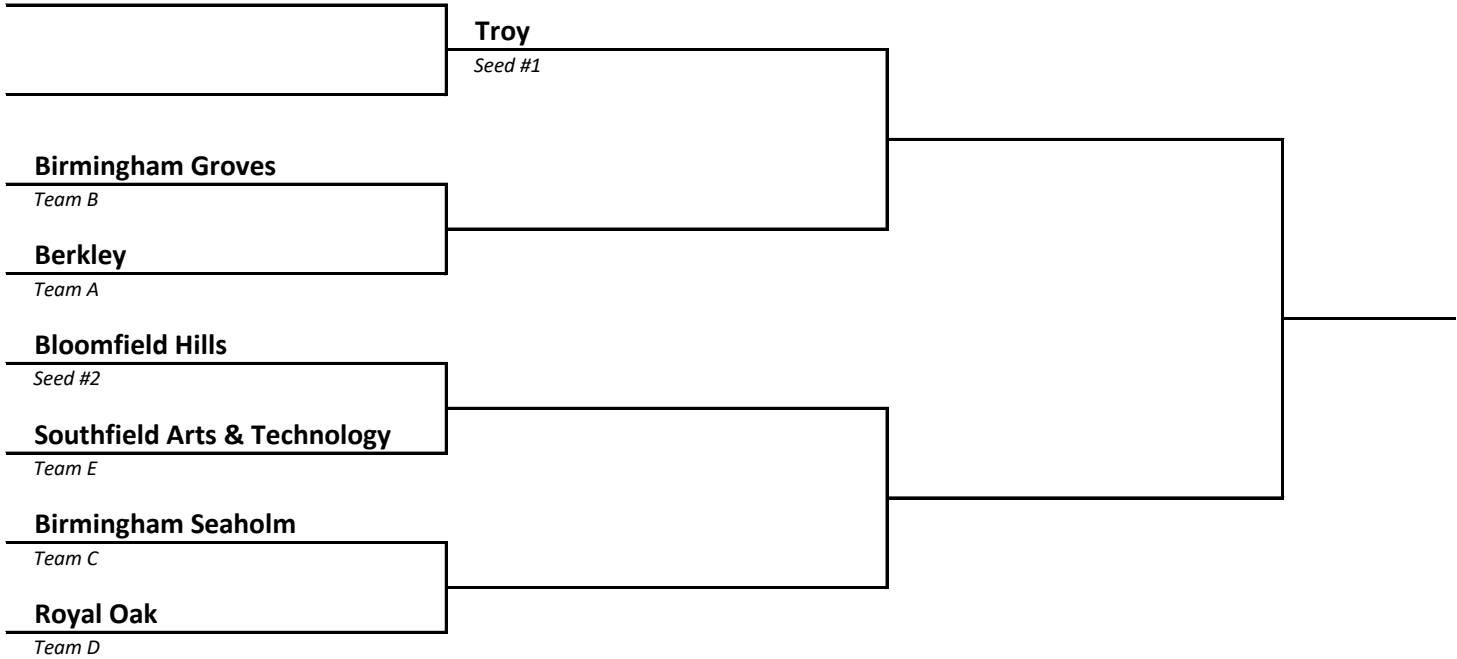 Troy
Seed #1
Birmingham Groves
Team B
Berkley
Team A
Bloomfield Hills
Seed #2
Southfield Arts & Technology
Team E
Birmingham Seaholm
Team C
Royal Oak
Team D